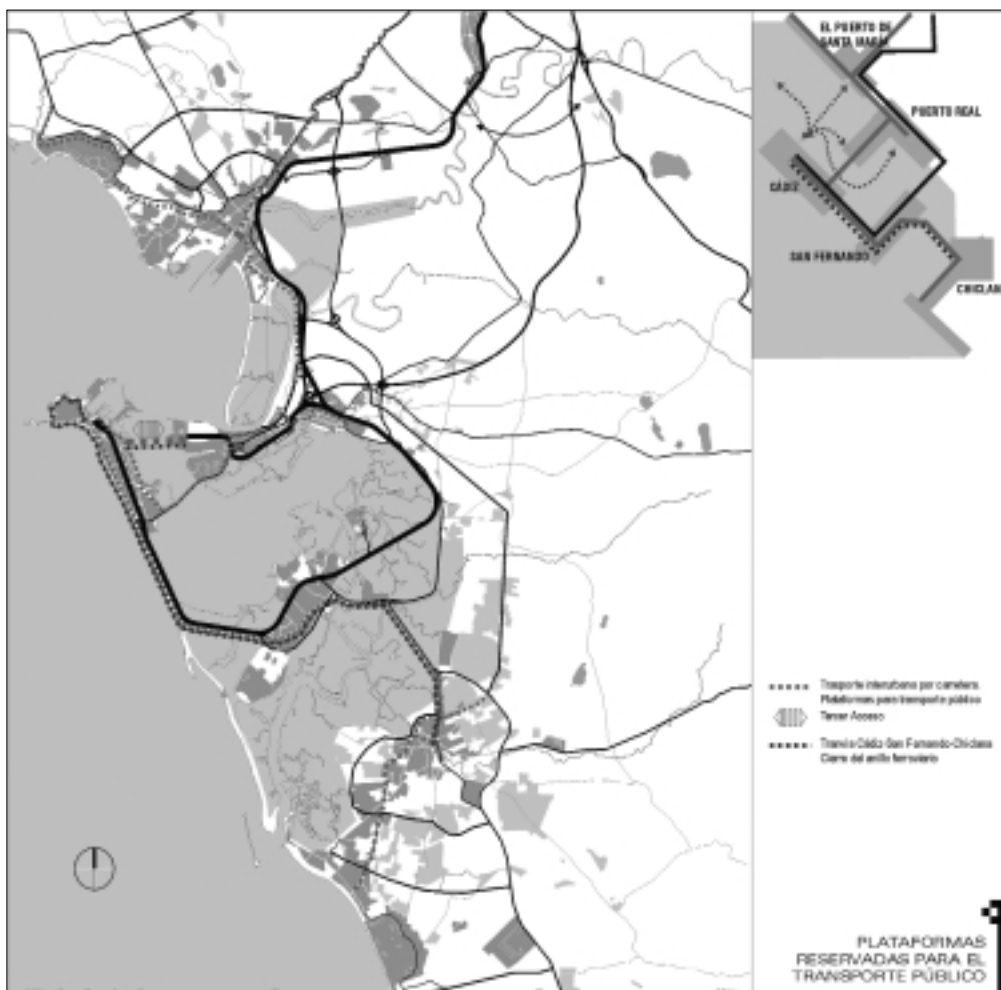 EL PUERTO DE
SANTA MARÍA
PUERTO REAL
CÁDIZ
SAN FERNANDO
CHICLAN
Transporte interurbano por carretera.
Plataformas para transporte público
Tercer Acceso
Tranvía Cádiz-San Fernando-Chiclana
Cierre del anillo ferroviario
PLATAFORMAS
RESERVADAS PARA EL
TRANSPORTE PÚBLICO